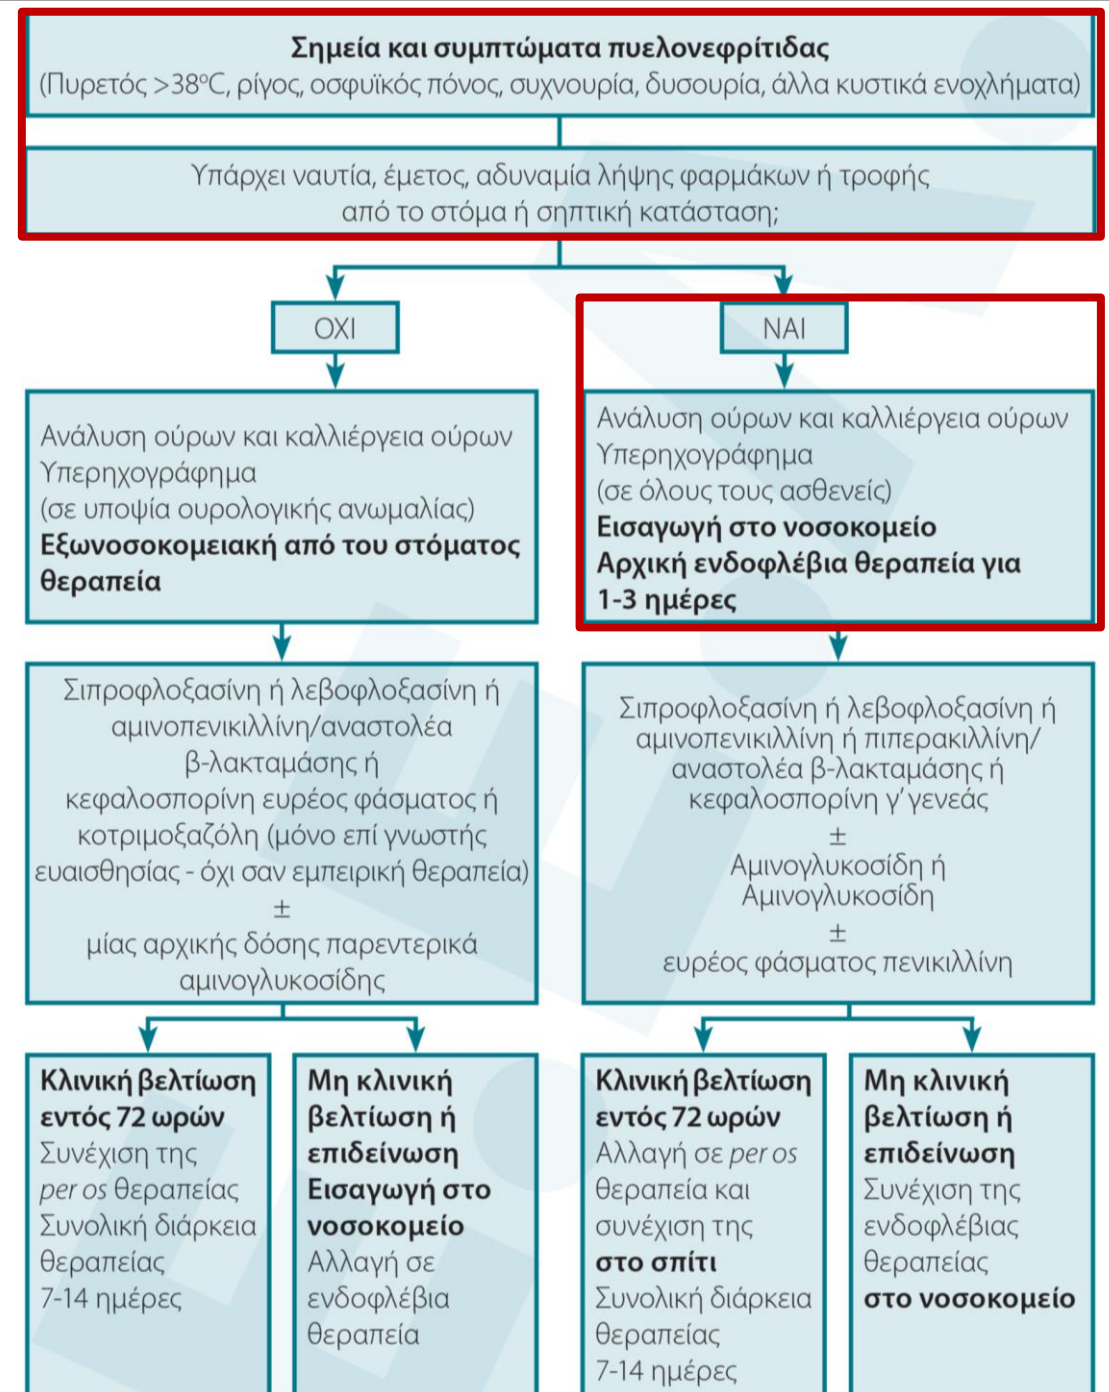 Σημεία και συμπτώματα πυελονεφρίτιδας
(Πυρετός >38°C, ρίγος, οσφυϊκός πόνος, συχνουρία, δυσουρία, άλλα κυστικά ενοχλήματα)
Υπάρχει ναυτία, έμετος, αδυναμία λήψης φαρμάκων ή τροφής
από το στόμα ή σηπτική κατάσταση;
ΟΧΙ
Ανάλυση ούρων και καλλιέργεια ούρων
Υπερηχογράφημα
(σε υποψία ουρολογικής ανωμαλίας)
Εξωνοσοκομειακή από του στόματος
θεραπεία
Σιπροφλοξασίνη ή λεβοφλοξασίνη ή
αμινοπενικιλλίνη/αναστολέα
β-λακταμάσης ή
κεφαλοσπορίνη ευρέος φάσματος ή
κοτριμοξαζόλη (μόνο επί γνωστής
ευαισθησίας - όχι σαν εμπειρική θεραπεία)
±
μίας αρχικής δόσης παρεντερικά
αμινογλυκοσίδης
Κλινική βελτίωση
εντός 72 ωρών
Συνέχιση της
per os θεραπείας
Συνολική διάρκεια
θεραπείας
7-14 ημέρες
Μη κλινική
βελτίωση ή
επιδείνωση
Εισαγωγή στο
νοσοκομείο
Αλλαγή σε
ενδοφλέβια
θεραπεία
ΝΑΙ
Ανάλυση ούρων και καλλιέργεια ούρων
Υπερηχογράφημα
(σε όλους τους ασθενείς)
Εισαγωγή στο νοσοκομείο
Αρχική ενδοφλέβια θεραπεία για
1-3 ημέρες
Σιπροφλοξασίνη ή λεβοφλοξασίνη ή
αμινοπενικιλλίνη ή πιπερακιλλίνη/
αναστολέα β-λακταμάσης ή
κεφαλοσπορίνη γ' γενεάς
±
Αμινογλυκοσίδη ή
Αμινογλυκοσίδη
±
ευρέος φάσματος πενικιλλίνη
Κλινική βελτίωση
εντός 72 ωρών
Αλλαγή σε per os
θεραπεία και
συνέχιση της
στο σπίτι
Συνολική διάρκεια
θεραπείας
7-14 ημέρες
Μη κλινική
βελτίωση ή
επιδείνωση
Συνέχιση της
ενδοφλέβιας
θεραπείας
στο νοσοκομείο